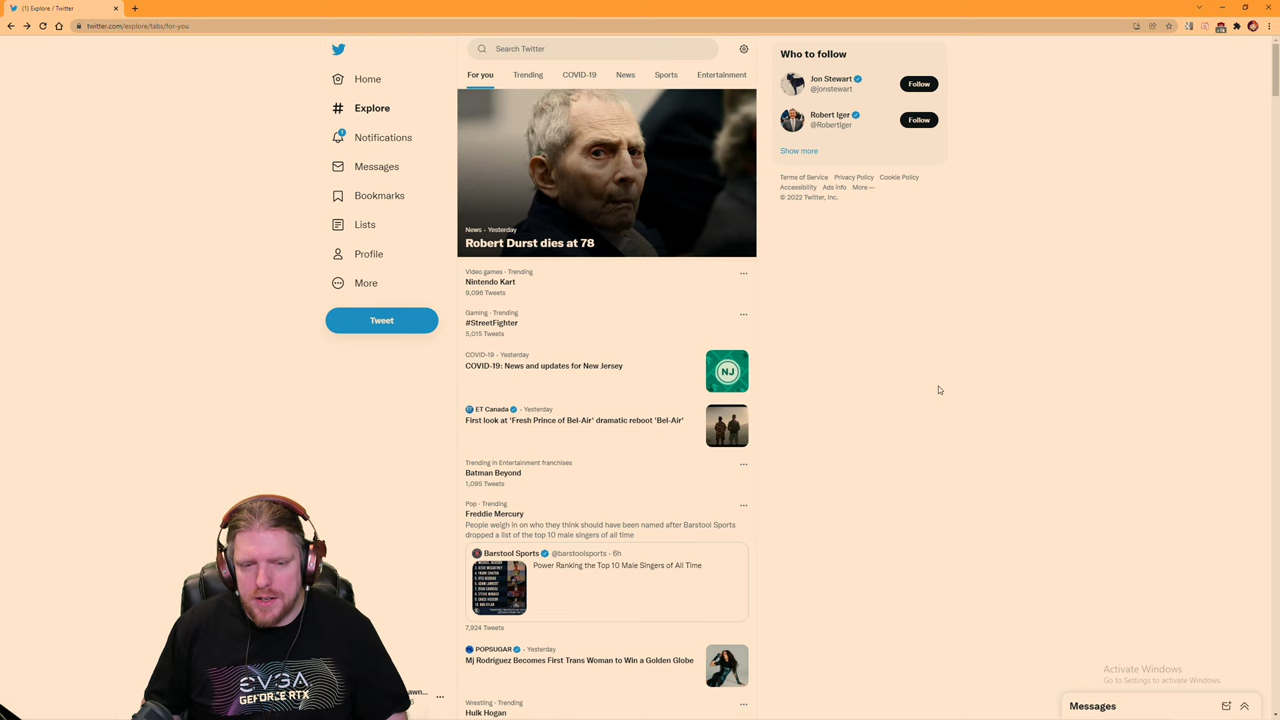 (1) Explore / Twitter
twitter.com/explore/tabs/for-you
Home
Explore
1
Notifications
Messages
Bookmarks
Lists
Profile
More
Tweet
Search Twitter
For you
Trending
COVID-19
News
Sports
Entertainment
News · Yesterday
Robert Durst dies at 78
Video games · Trending
Nintendo Kart
9,096 Tweets
Gaming · Trending
#StreetFighter
5,015 Tweets
COVID-19 · Yesterday
COVID-19: News and updates for New Jersey
NJ
ET Canada · Yesterday
First look at 'Fresh Prince of Bel-Air' dramatic reboot 'Bel-Air'
Trending in Entertainment franchises
Batman Beyond
1,095 Tweets
Pop · Trending
Freddie Mercury
People weigh in on who they think should have been named after Barstool Sports
dropped a list of the top 10 male singers of all time
Barstool Sports @barstoolsports · 6h
Power Ranking the Top 10 Male Singers of All Time
7,924 Tweets
POPSUGAR · Yesterday
Mj Rodriguez Becomes First Trans Woman to Win a Golden Globe
Wrestling · Trending
Hulk Hogan
Who to follow
Jon Stewart
@jonstewart
Follow
Robert Iger
@RobertIger
Follow
Show more
Terms of Service Privacy Policy Cookie Policy
Accessibility Ads info More ···
© 2022 Twitter, Inc.
EVGA
GEFORCE RTX
Activate Windows
Go to Settings to activate Windows.
Messages